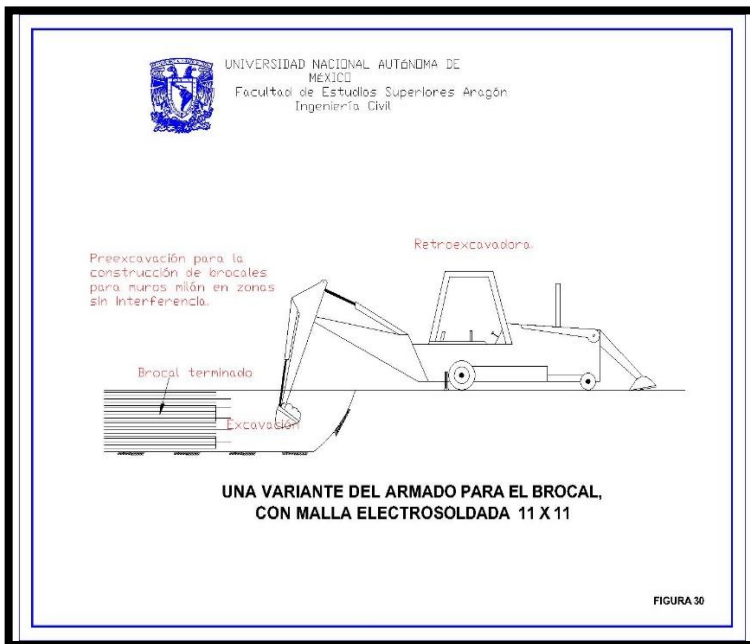 UNIVERSIDAD NACIONAL AUTÓNOMA DE
MÉXICO
Facultad de Estudios Superiores Aragón
Ingeniería Civil
Retroexcavadora.
Preexcavación para la
construcción de brocales
para muros milán en zonas
sin interferencia.
Brocal terminado
Excavación
UNA VARIANTE DEL ARMADO PARA EL BROCAL,
CON MALLA ELECTROSOLDADA 11 X 11
FIGURA 30